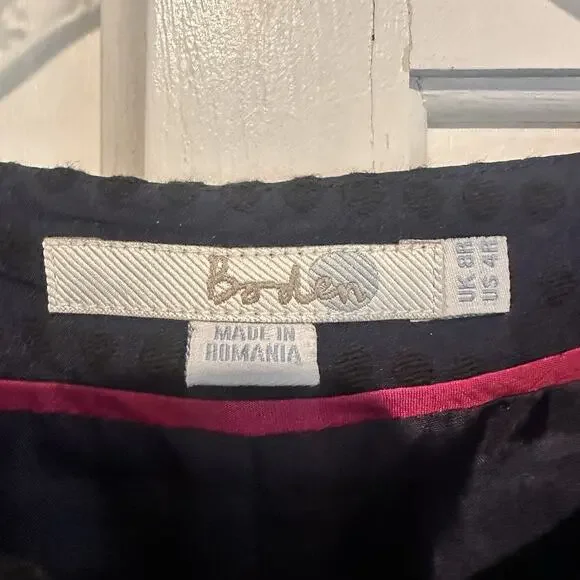 Boden
UK 8R
US 4R
MADE IN
ROMANIA